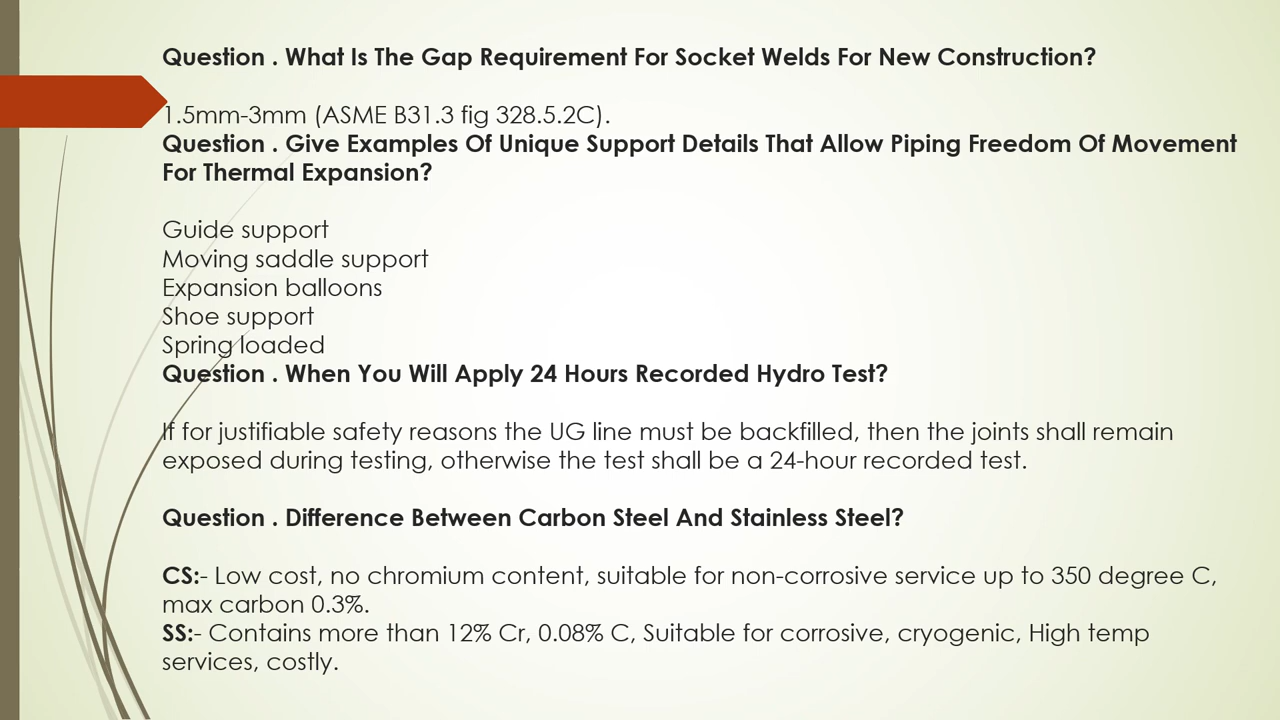 Question . What Is The Gap Requirement For Socket Welds For New Construction?
1.5mm-3mm (ASME B31.3 fig 328.5.2C).
Question . Give Examples Of Unique Support Details That Allow Piping Freedom Of Movement
For Thermal Expansion?
Guide support
Moving saddle support
Expansion balloons
Shoe support
Spring loaded
Question . When You Will Apply 24 Hours Recorded Hydro Test?
If for justifiable safety reasons the UG line must be backfilled, then the joints shall remain
exposed during testing, otherwise the test shall be a 24-hour recorded test.
Question . Difference Between Carbon Steel And Stainless Steel?
CS:- Low cost, no chromium content, suitable for non-corrosive service up to 350 degree C,
max carbon 0.3%.
SS:- Contains more than 12% Cr, 0.08% C, Suitable for corrosive, cryogenic, High temp
services, costly.